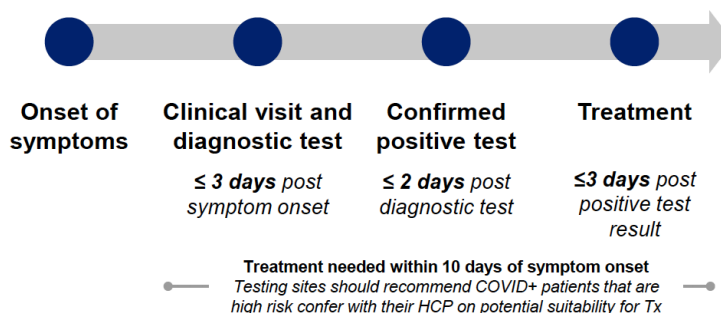 Onset of
symptoms
Clinical visit and
diagnostic test
≤ 3 days post
symptom onset
Confirmed
positive test
≤ 2 days post
diagnostic test
Treatment
≤3 days post
positive test
result
Treatment needed within 10 days of symptom onset
Testing sites should recommend COVID+ patients that are
high risk confer with their HCP on potential suitability for Tx